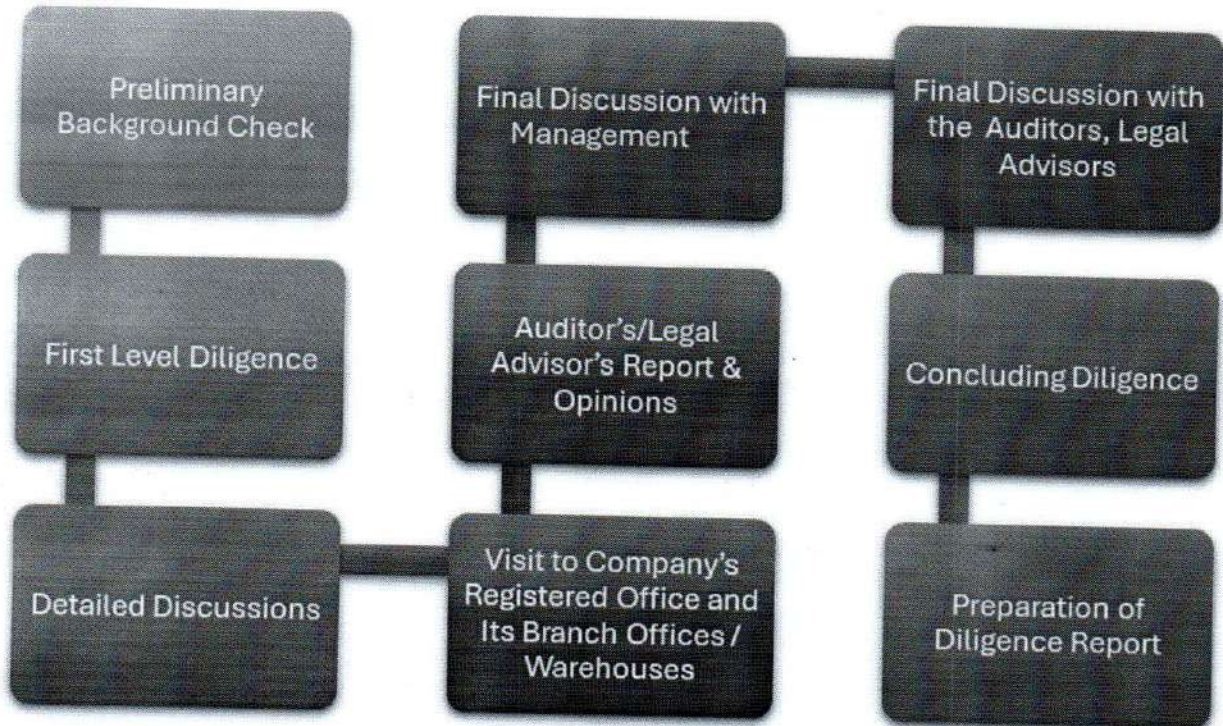 Preliminary
Background Check
First Level Diligence
Detailed Discussions
Visit to Company's
Registered Office and
Its Branch Offices /
Warehouses
Auditor's/Legal
Advisor's Report &
Opinions
Final Discussion with
Management
Final Discussion with
the Auditors, Legal
Advisors
Concluding Diligence
Preparation of
Diligence Report